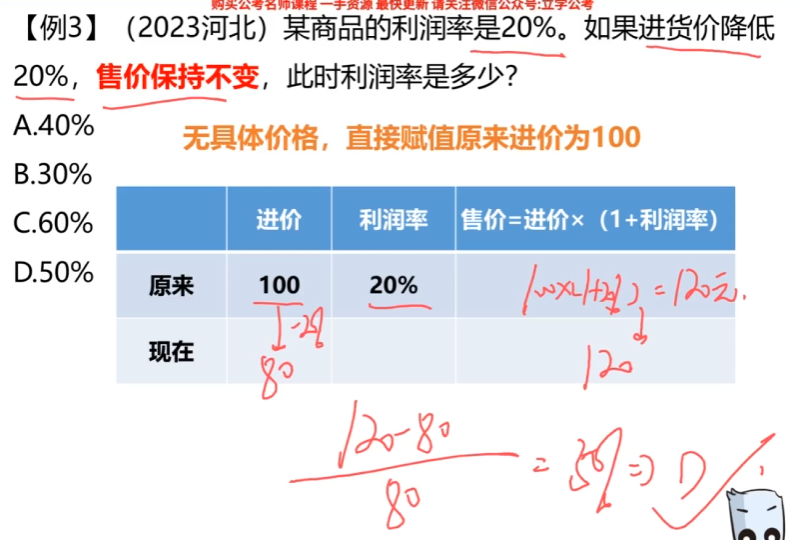 购买公考名师课程 一手资源 最快更新 请关注微信公众号:立学公考
【例3】（2023河北）某商品的利润率是20%。如果进货价降低
20%，售价保持不变，此时利润率是多少?
A.40%
无具体价格，直接赋值原来进价为100
B.30%
C.60%
D.50%
进价 利润率 售价=进价×（1+利润率）
原来 100 20% 100×(1+20%)=120元.
-20%
现在 80 120
120-80
80
=50%⇒D